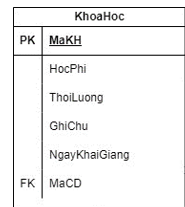 KhoaHoc
PK MaKH
HocPhi
ThoiLuong
GhiChu
NgayKhaiGiang
FK MaCD